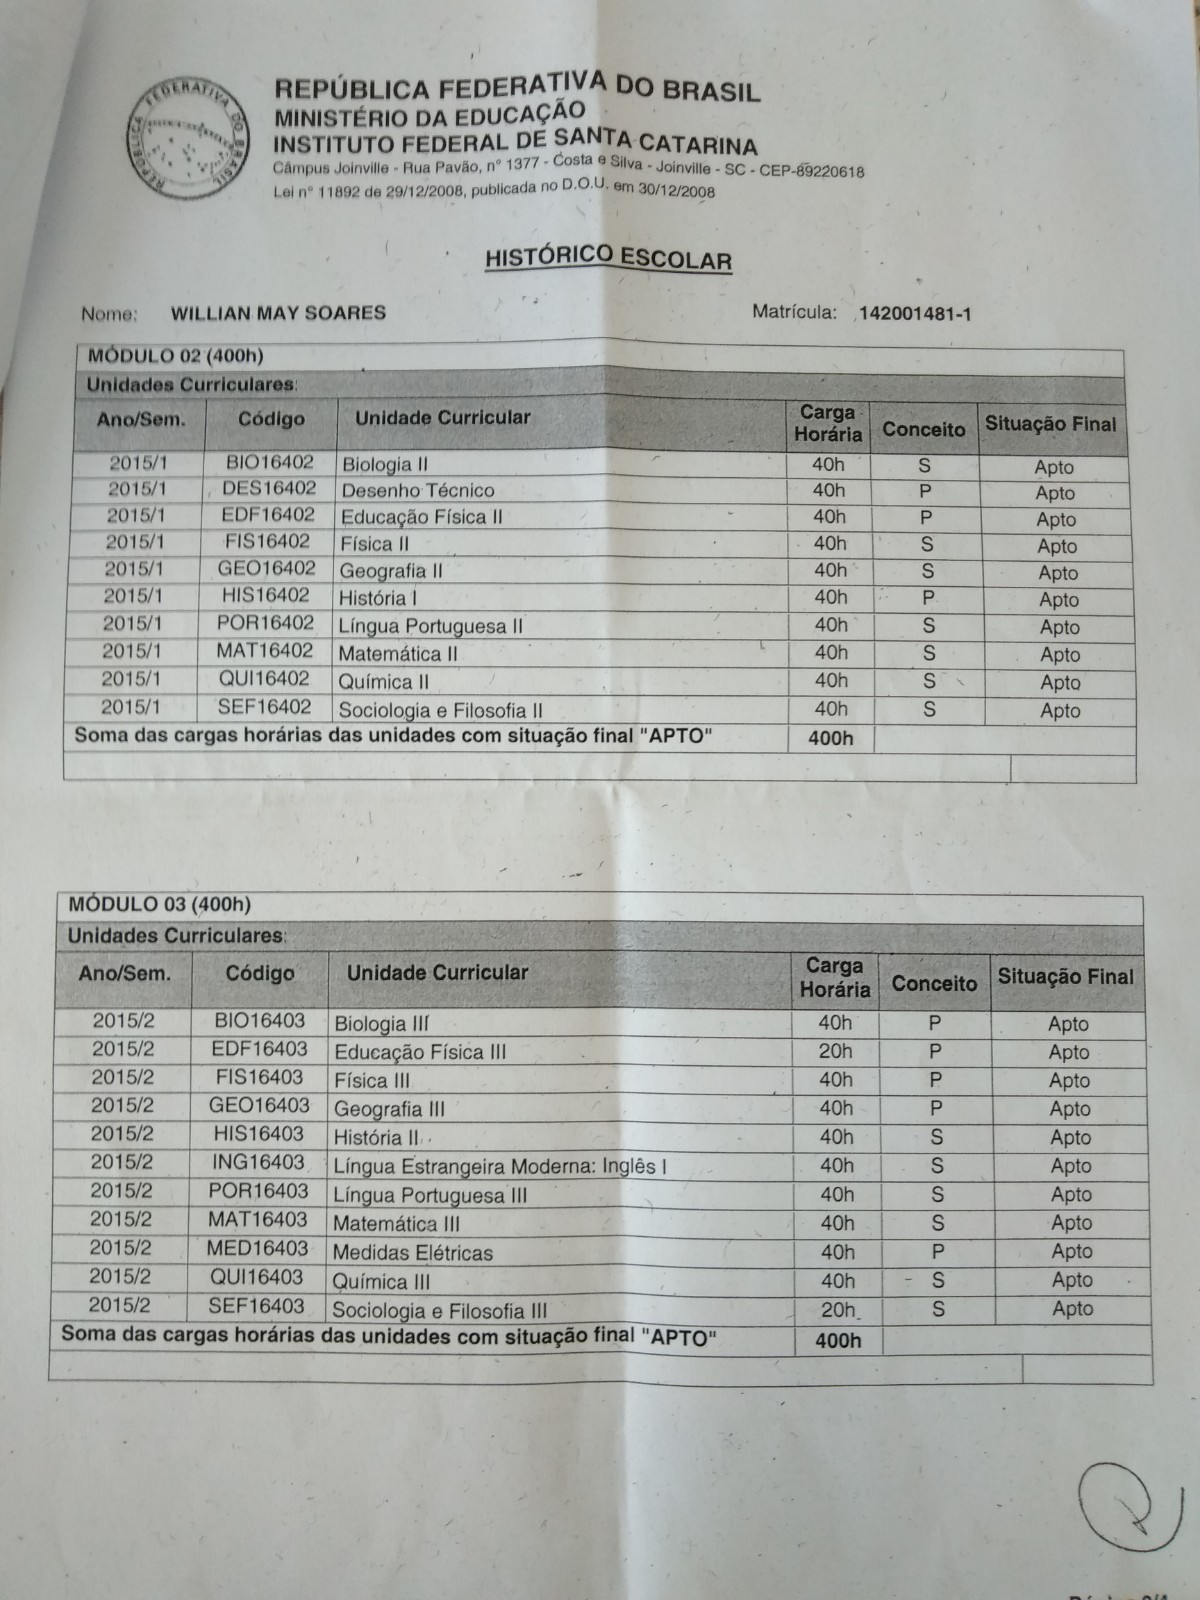 REPÚBLICA FEDERATIVA DO BRASIL
REPÚBLICA FEDERATIVA DO BRASIL
MINISTÉRIO DA EDUCAÇÃO
INSTITUTO FEDERAL DE SANTA CATARINA
Câmpus Joinville - Rua Pavão, n° 1377 - Costa e Silva - Joinville - SC - CEP-89220618
Lei n° 11892 de 29/12/2008, publicada no D.O.U. em 30/12/2008
HISTÓRICO ESCOLAR
Nome: WILLIAN MAY SOARES Matrícula: 142001481-1
MÓDULO 02 (400h)
Unidades Curriculares:
Ano/Sem. Código Unidade Curricular Carga Horária Conceito Situação Final
2015/1 BIO16402 Biologia II 40h S Apto
2015/1 DES16402 Desenho Técnico 40h P Apto
2015/1 EDF16402 Educação Física II 40h P Apto
2015/1 FIS16402 Física II 40h S Apto
2015/1 GEO16402 Geografia II 40h S Apto
2015/1 HIS16402 História I 40h P Apto
2015/1 POR16402 Língua Portuguesa II 40h S Apto
2015/1 MAT16402 Matemática II 40h S Apto
2015/1 QUI16402 Química II 40h S Apto
2015/1 SEF16402 Sociologia e Filosofia II 40h S Apto
Soma das cargas horárias das unidades com situação final "APTO" 400h
MÓDULO 03 (400h)
Unidades Curriculares:
Ano/Sem. Código Unidade Curricular Carga Horária Conceito Situação Final
2015/2 BIO16403 Biologia III 40h P Apto
2015/2 EDF16403 Educação Física III 20h P Apto
2015/2 FIS16403 Física III 40h P Apto
2015/2 GEO16403 Geografia III 40h P Apto
2015/2 HIS16403 História II 40h S Apto
2015/2 ING16403 Língua Estrangeira Moderna: Inglês I 40h S Apto
2015/2 POR16403 Língua Portuguesa III 40h S Apto
2015/2 MAT16403 Matemática III 40h S Apto
2015/2 MED16403 Medidas Elétricas 40h P Apto
2015/2 QUI16403 Química III 40h S Apto
2015/2 SEF16403 Sociologia e Filosofia III 20h S Apto
Soma das cargas horárias das unidades com situação final "APTO" 400h